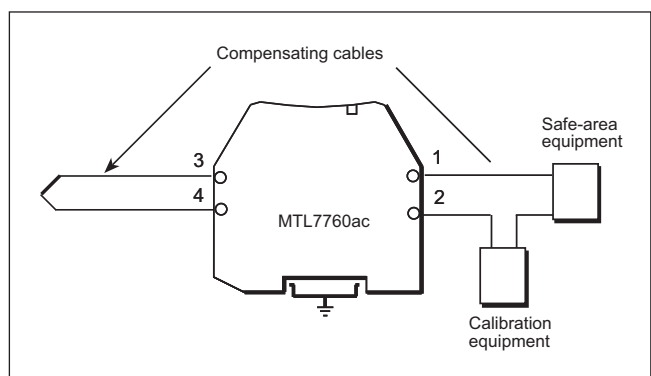 Compensating cables
Safe-area
equipment
3
1
4
2
MTL7760ac
Calibration
equipment